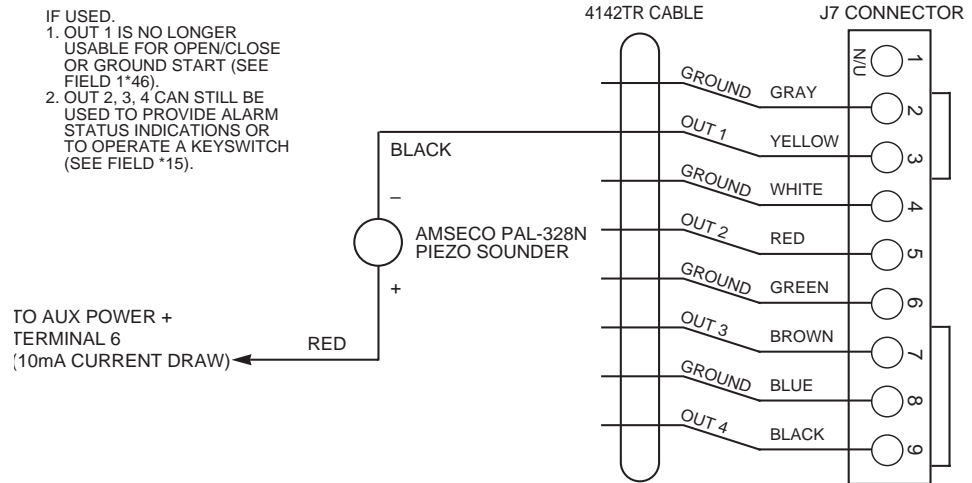 IF USED.
1. OUT 1 IS NO LONGER
USABLE FOR OPEN/CLOSE
OR GROUND START (SEE
FIELD 1*46).
2. OUT 2, 3, 4 CAN STILL BE
USED TO PROVIDE ALARM
STATUS INDICATIONS OR
TO OPERATE A KEYSWITCH
(SEE FIELD *15).
4142TR CABLE
J7 CONNECTOR
N/U
1
GROUND GRAY 2
OUT 1 YELLOW 3
GROUND WHITE 4
OUT 2 RED 5
GROUND GREEN 6
OUT 3 BROWN 7
GROUND BLUE 8
OUT 4 BLACK 9
BLACK
–
AMSECO PAL-328N
PIEZO SOUNDER
+
TO AUX POWER +
TERMINAL 6
(10mA CURRENT DRAW)
RED